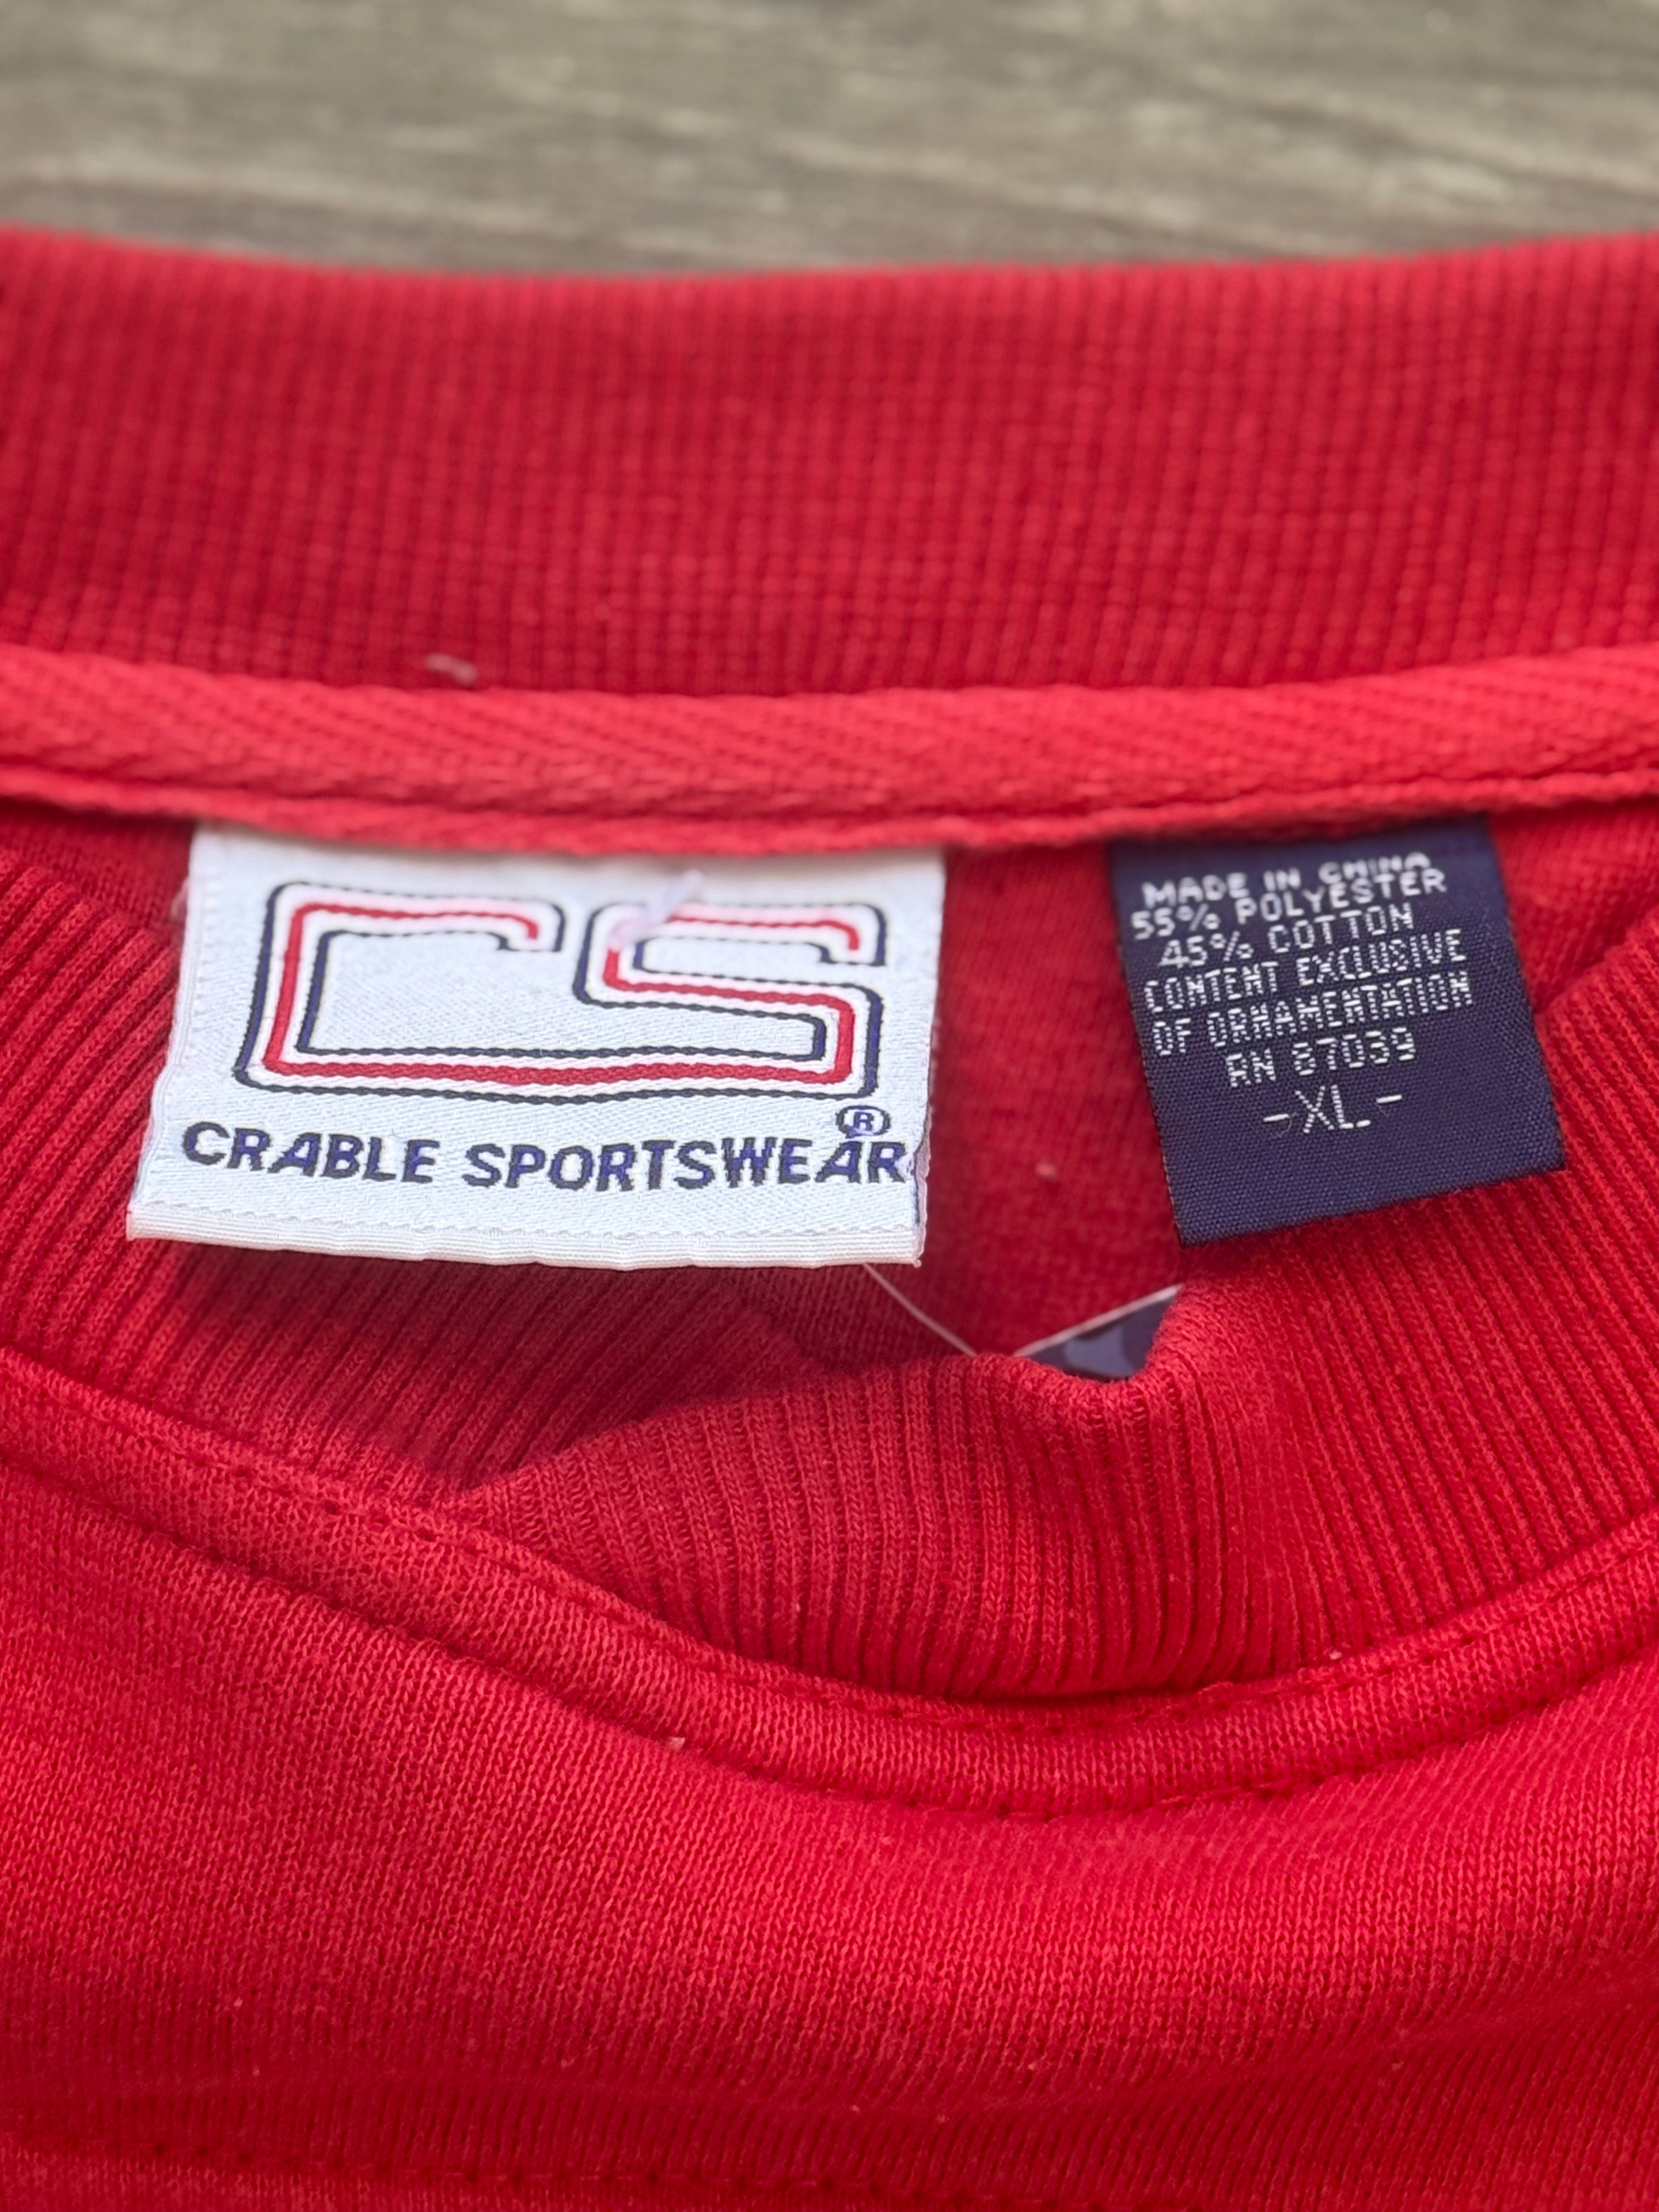 CS
CRABLE SPORTSWEAR®
MADE IN CHINA
55% POLYESTER
45% COTTON
CONTENT EXCLUSIVE
OF ORNAMENTATION
RN 87039
-XL-